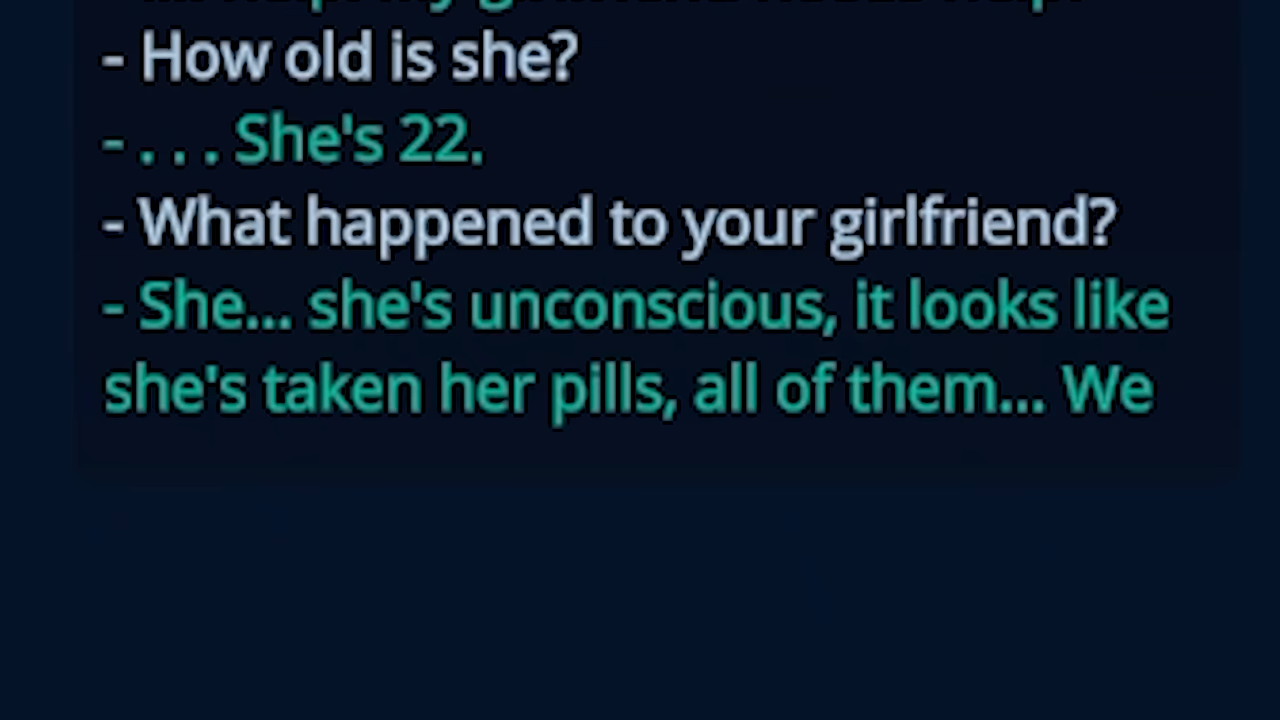 - How old is she?
- . . . She's 22.
- What happened to your girlfriend?
- She... she's unconscious, it looks like
she's taken her pills, all of them... We